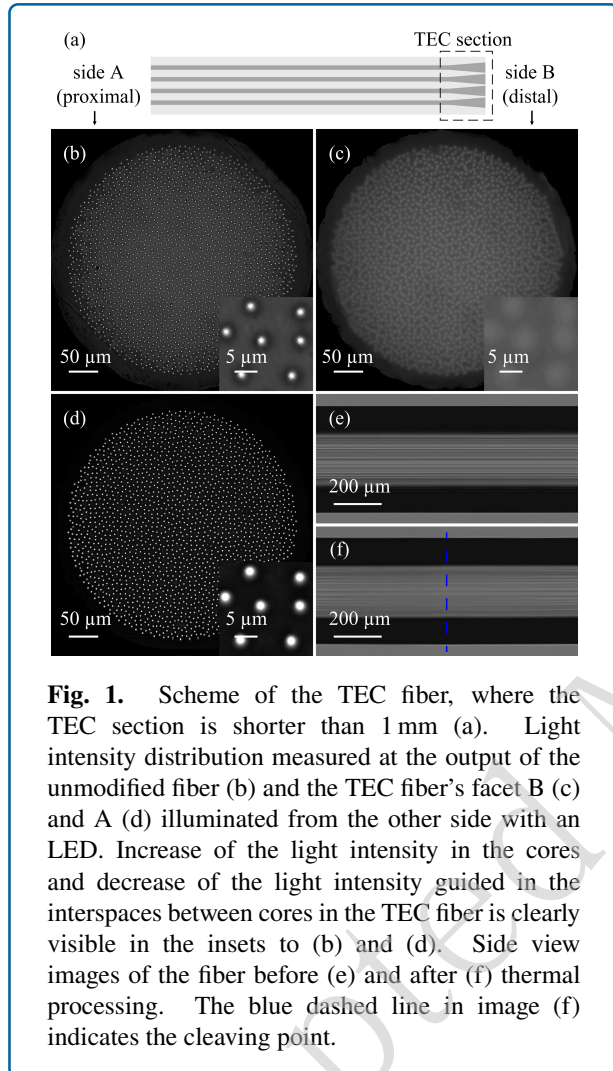 (a)
TEC section
side A
(proximal)
side B
(distal)
(b)
50 µm
5 µm
(c)
50 µm
5 µm
(d)
50 µm
5 µm
(e)
200 µm
(f)
200 µm
Fig. 1. Scheme of the TEC fiber, where the
TEC section is shorter than 1 mm (a). Light
intensity distribution measured at the output of the
unmodified fiber (b) and the TEC fiber's facet B (c)
and A (d) illuminated from the other side with an
LED. Increase of the light intensity in the cores
and decrease of the light intensity guided in the
interspaces between cores in the TEC fiber is clearly
visible in the insets to (b) and (d). Side view
images of the fiber before (e) and after (f) thermal
processing. The blue dashed line in image (f)
indicates the cleaving point.